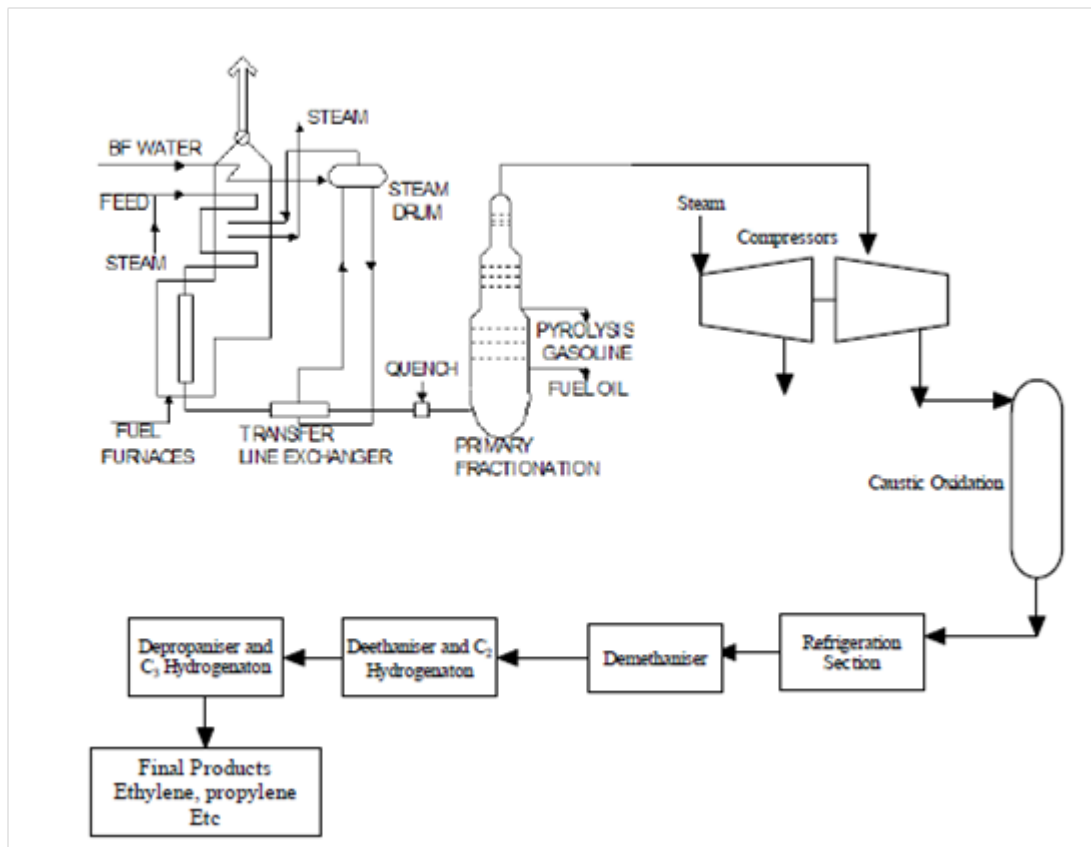 STEAM
BF WATER
FEED
STEAM
DRUM
STEAM
FUEL
FURNACES
TRANSFER
LINE EXCHANGER
QUENCH
PYROLYSIS
GASOLINE
FUEL OIL
PRIMARY
FRACTIONATION
Steam
Compressors
Caustic Oxidation
Refrigeration
Section
Demethaniser
Deethaniser and C₂
Hydrogenaton
Depropaniser and
C₃ Hydrogenaton
Final Products
Ethylene, propylene
Etc